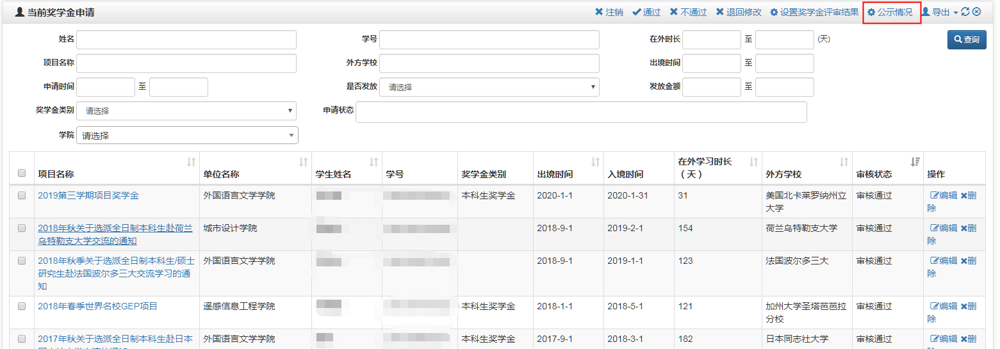 当前奖学金申请 注销 通过 不通过 退回修改 设置奖学金评审结果 公示情况 导出
姓名 学号 在外时长 至 (天) 查询
项目名称 外方学校 出境时间 至
申请时间 至 是否发放 请选择 发放金额 至
奖学金类别 请选择 申请状态
学院 请选择
项目名称 单位名称 学生姓名 学号 奖学金类别 出境时间 入境时间 在外学习时长
（天） 外方学校 审核状态 操作
2019第三学期项目奖学金 外国语言文学学院 本科生奖学金 2020-1-1 2020-1-31 31 美国北卡莱罗纳州立 审核通过 编辑 删
大学 除
2018年秋关于选派全日制本科生赴荷兰 城市设计学院 2018-9-1 2019-2-1 154 荷兰乌特勒支大学 审核通过 编辑 删
乌特勒支大学交流的通知 除
2018年秋季关于选派全日制本科生/硕士 外国语言文学学院 2018-9-1 2019-1-1 123 法国波尔多三大 审核通过 编辑 删
研究生赴法国波尔多三大交流学习的通 除
知
2018年春季世界名校GEP项目 遥感信息工程学院 本科生奖学金 2018-1-1 2018-5-1 121 加州大学圣塔芭芭拉 审核通过 编辑 删
分校 除
2017年秋关于选派全日制本科生赴日本 外国语言文学学院 本科生奖学金 2017-9-1 2018-3-1 182 日本同志社大学 审核通过 编辑 删